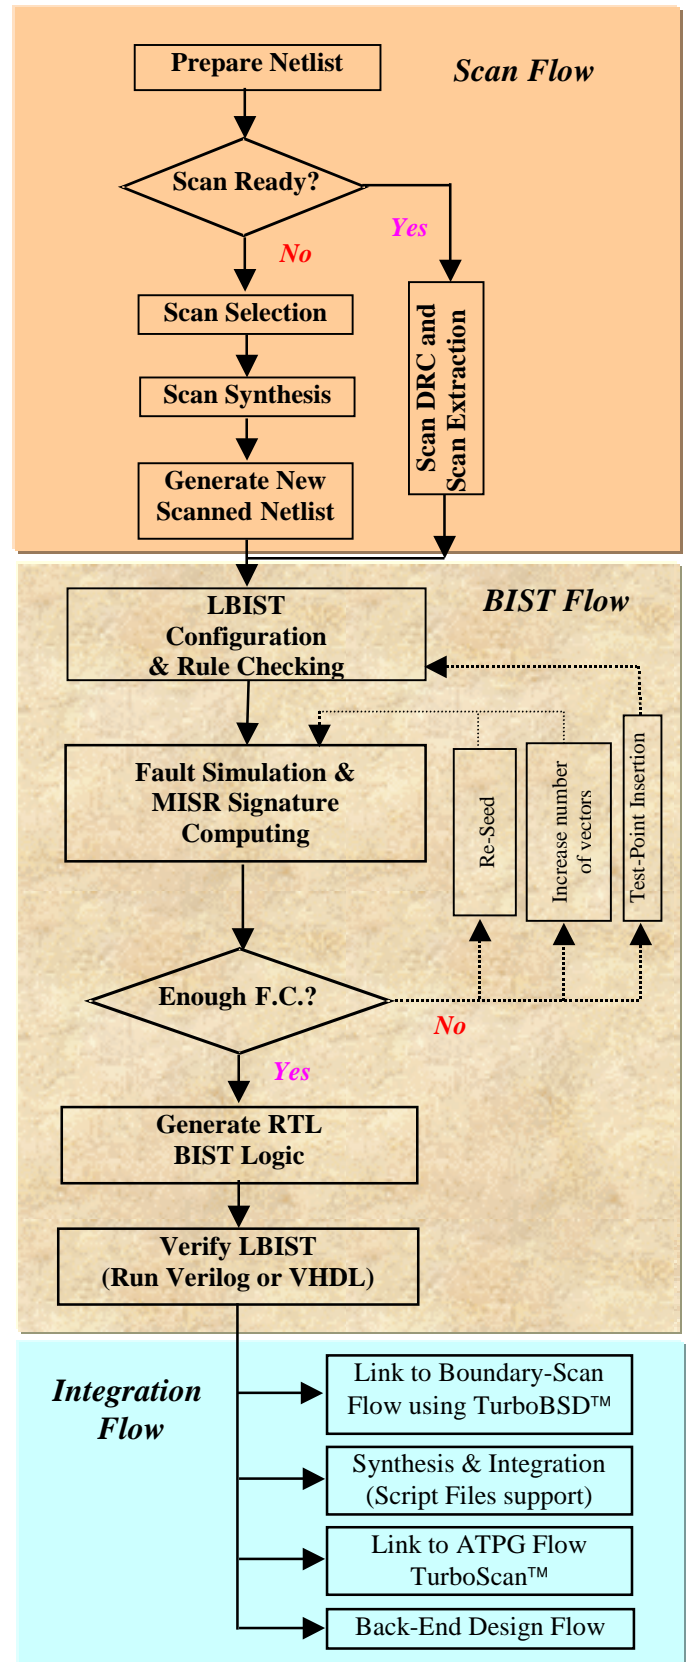 Prepare Netlist
Scan Flow
Scan Ready?
Yes
No
Scan Selection
Scan DRC and
Scan Extraction
Scan Synthesis
Generate New
Scanned Netlist
BIST Flow
LBIST
Configuration
& Rule Checking
Fault Simulation &
MISR Signature
Computing
Re-Seed
Increase number
of vectors
Test-Point Insertion
Enough F.C.?
No
Yes
Generate RTL
BIST Logic
Verify LBIST
(Run Verilog or VHDL)
Integration
Flow
Link to Boundary-Scan
Flow using TurboBSD™
Synthesis & Integration
(Script Files support)
Link to ATPG Flow
TurboScan™
Back-End Design Flow